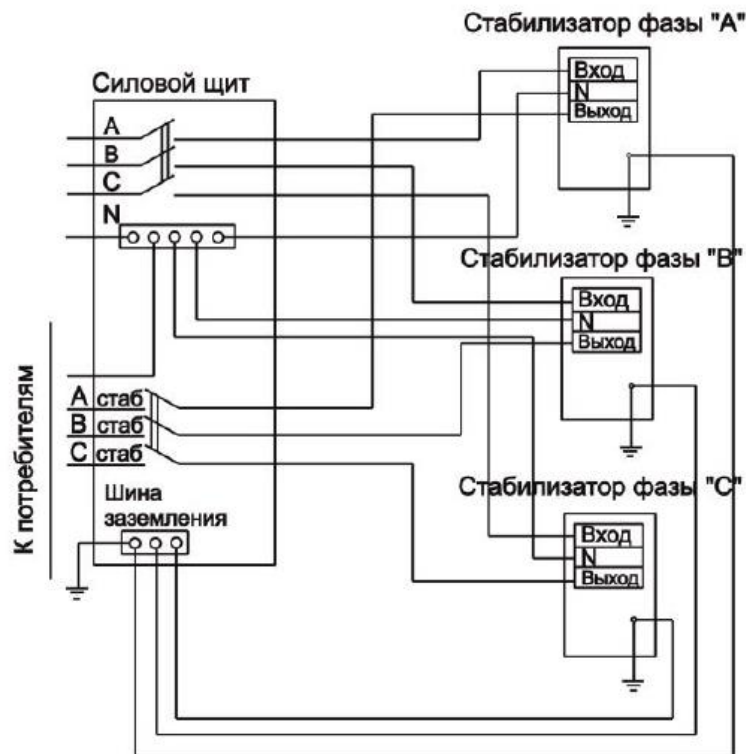 Стабилизатор фазы "А"
Вход
N
Выход
Силовой щит
А
В
С
N
Стабилизатор фазы "В"
Вход
N
Выход
К потребителям
А стаб
В стаб
С стаб
Шина
заземления
Стабилизатор фазы "С"
Вход
N
Выход